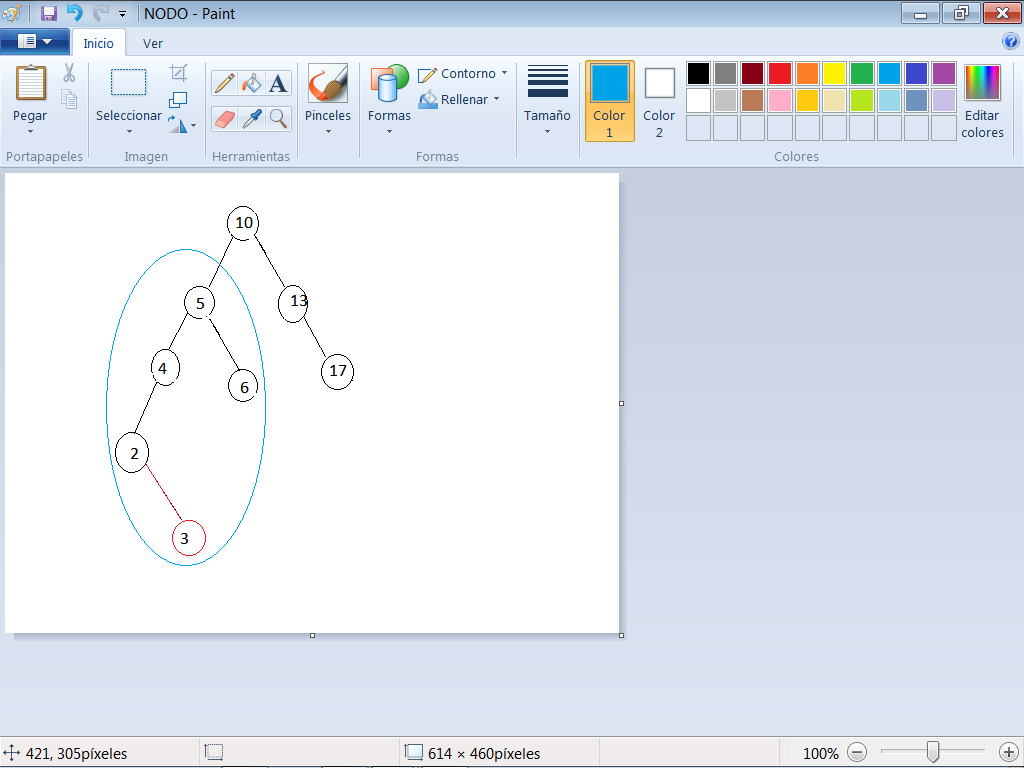 NODO - Paint
Inicio Ver
Pegar
Portapapeles
Seleccionar
Imagen
A
Herramientas
Pinceles
Formas
Contorno
Rellenar
Formas
Tamaño
Color
1
Color
2
Editar
colores
Colores
10
5
13
4
6
17
2
3
421, 305píxeles
614 × 460píxeles
100%